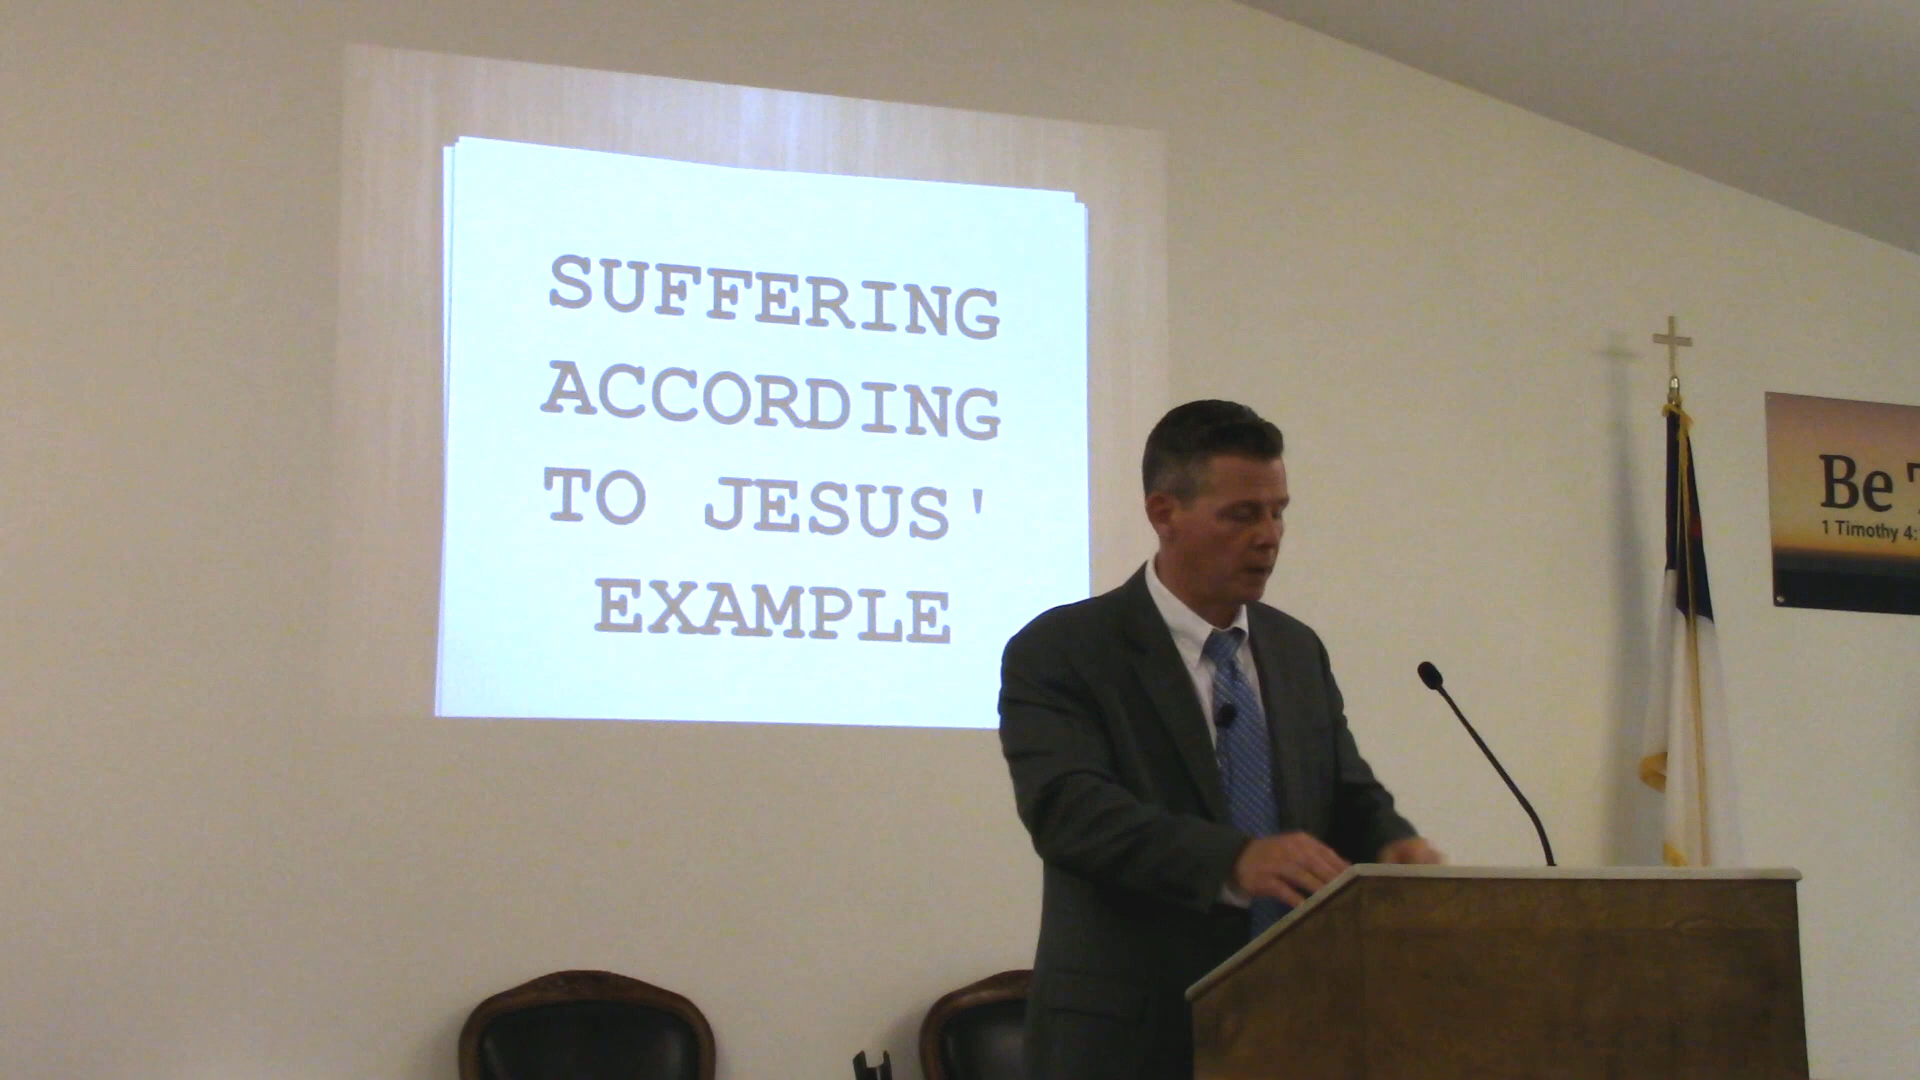 SUFFERING
ACCORDING
TO JESUS'
EXAMPLE
Be
1 Timothy 4: